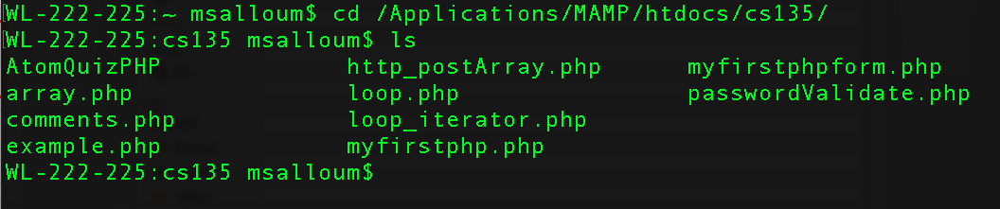 WL-222-225:~ msalloum$ cd /Applications/MAMP/htdocs/cs135/
WL-222-225:cs135 msalloum$ ls
AtomQuizPHP http_postArray.php myfirstphpform.php
array.php loop.php passwordValidate.php
comments.php loop_iterator.php
example.php myfirstphp.php
WL-222-225:cs135 msalloum$